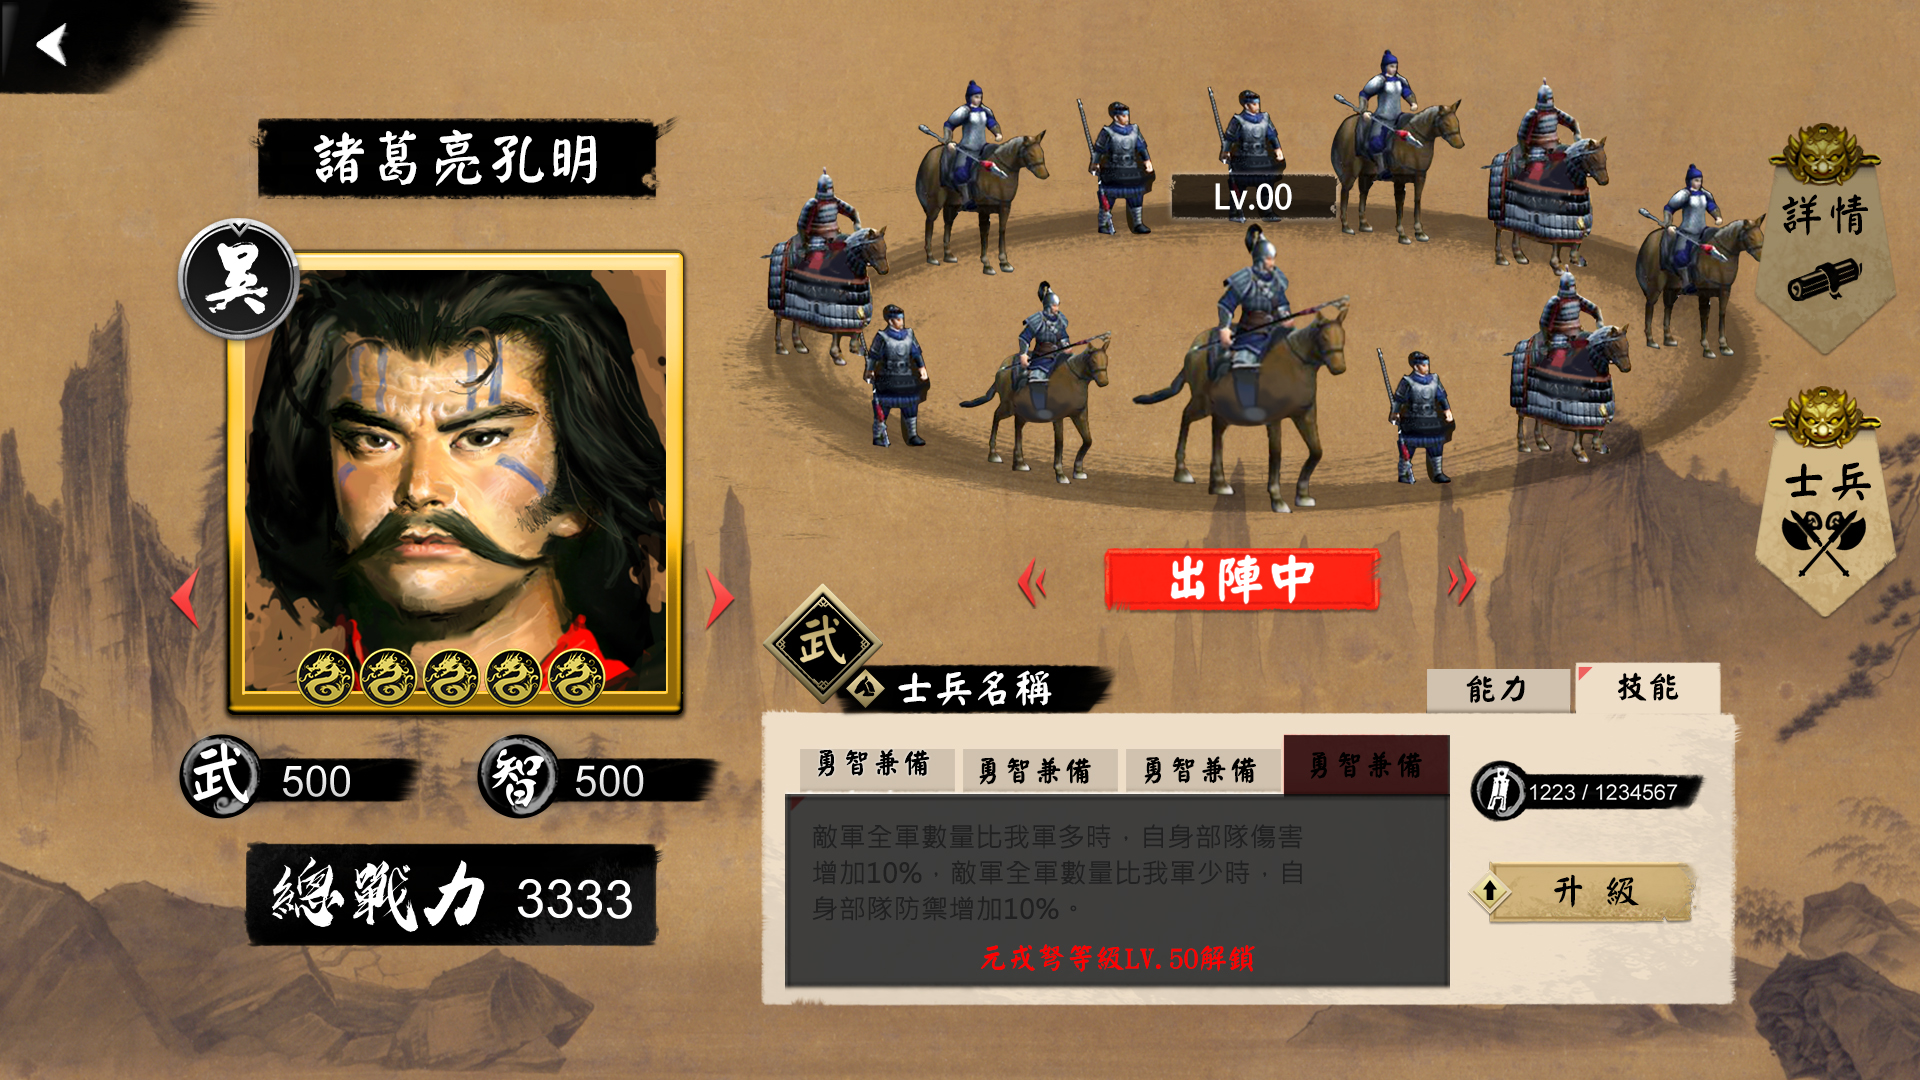 諸葛亮孔明
吳
武 500
智 500
總戰力 3333
Lv.00
出陣中
詳情
士兵
武
士兵名稱
能力
技能
勇智兼備
勇智兼備
勇智兼備
勇智兼備
敵軍全軍數量比我軍多時，自身部隊傷害
增加10%，敵軍全軍數量比我軍少時，自
身部隊防禦增加10%。
元戎弩等級LV.50解鎖
1223 / 1234567
升級